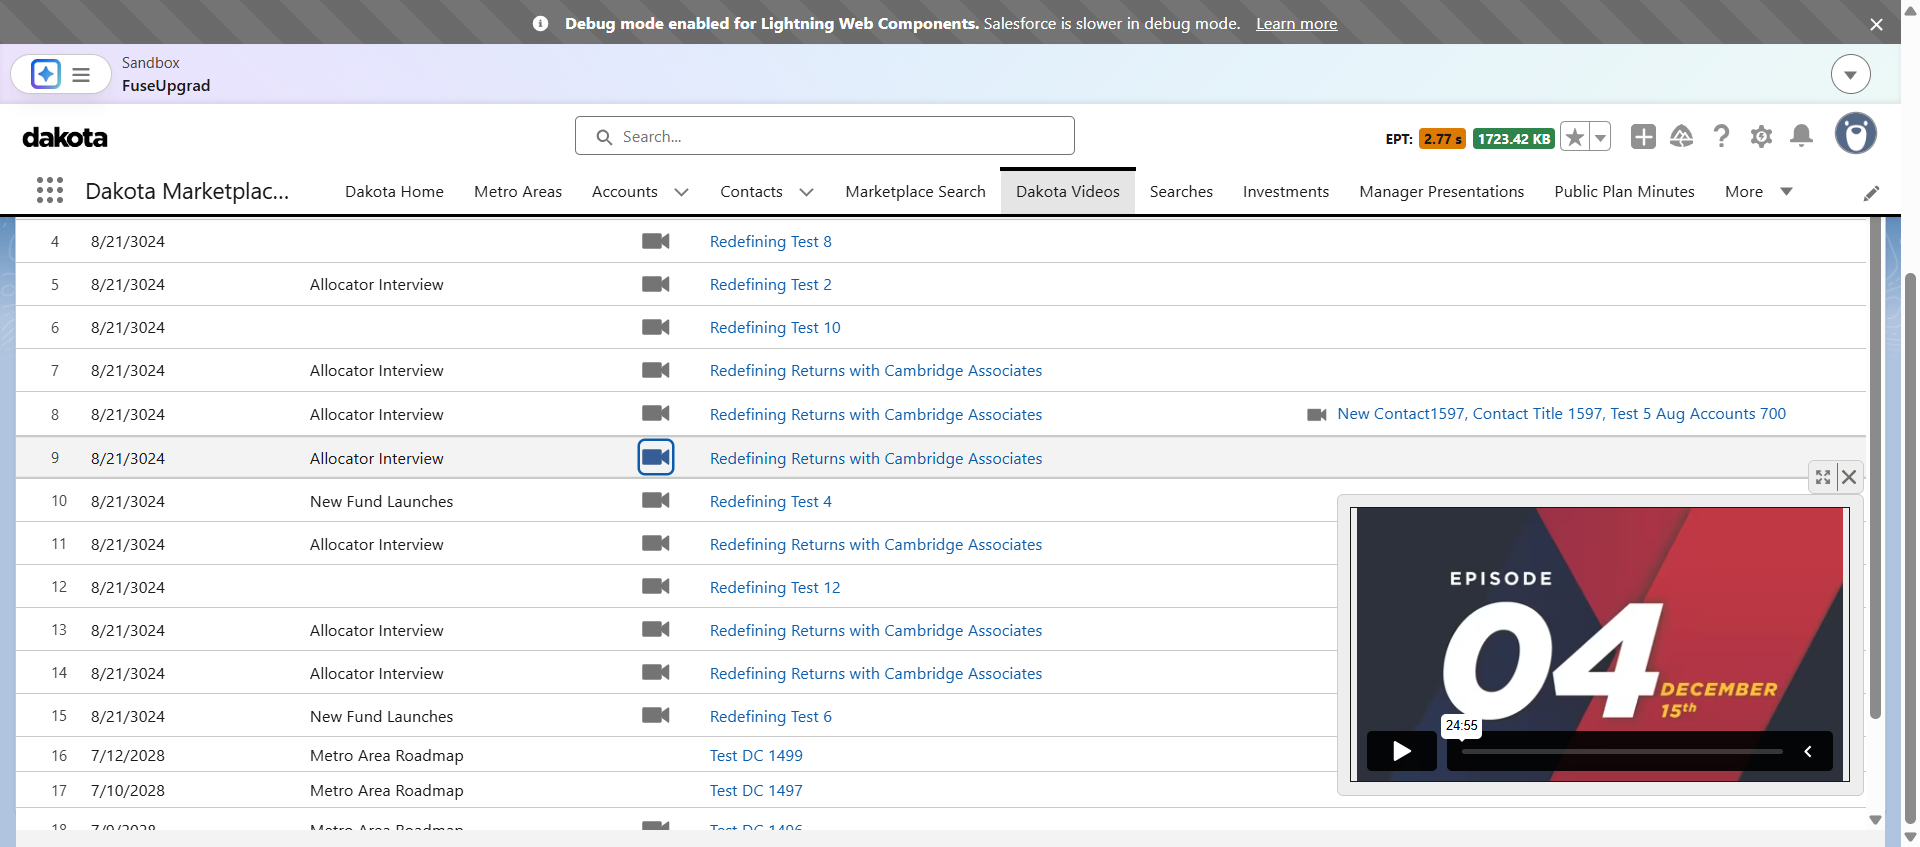 Debug mode enabled for Lightning Web Components. Salesforce is slower in debug mode. Learn more
Sandbox
FuseUpgrad
dakota
Search...
EPT: 2.77 s 1723.42 KB
Dakota Marketplac... Dakota Home Metro Areas Accounts Contacts Marketplace Search Dakota Videos Searches Investments Manager Presentations Public Plan Minutes More
4 8/21/3024 Redefining Test 8
5 8/21/3024 Allocator Interview Redefining Test 2
6 8/21/3024 Redefining Test 10
7 8/21/3024 Allocator Interview Redefining Returns with Cambridge Associates
8 8/21/3024 Allocator Interview Redefining Returns with Cambridge Associates New Contact1597, Contact Title 1597, Test 5 Aug Accounts 700
9 8/21/3024 Allocator Interview Redefining Returns with Cambridge Associates
10 8/21/3024 New Fund Launches Redefining Test 4
11 8/21/3024 Allocator Interview Redefining Returns with Cambridge Associates
12 8/21/3024 Redefining Test 12
13 8/21/3024 Allocator Interview Redefining Returns with Cambridge Associates
14 8/21/3024 Allocator Interview Redefining Returns with Cambridge Associates
15 8/21/3024 New Fund Launches Redefining Test 6
16 7/12/2028 Metro Area Roadmap Test DC 1499
17 7/10/2028 Metro Area Roadmap Test DC 1497
18 7/9/2028 Metro Area Roadmap Test DC 1496
EPISODE
04
DECEMBER
15th
24:55